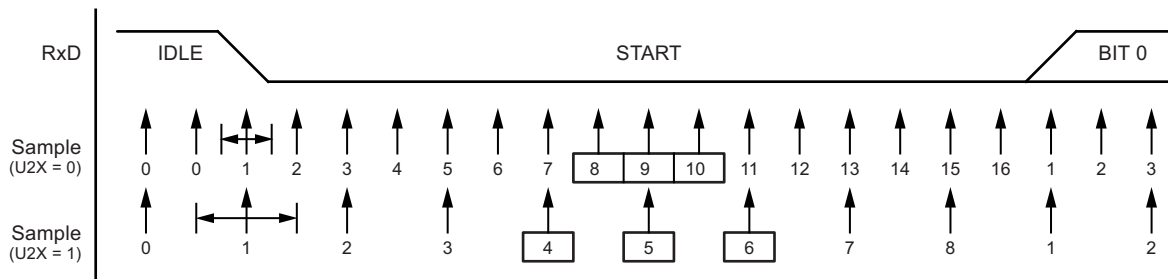 RxD IDLE START BIT 0
Sample
(U2X = 0)
0 0 1 2 3 4 5 6 7 8 9 10 11 12 13 14 15 16 1 2 3
Sample
(U2X = 1)
0 1 2 3 4 5 6 7 8 1 2